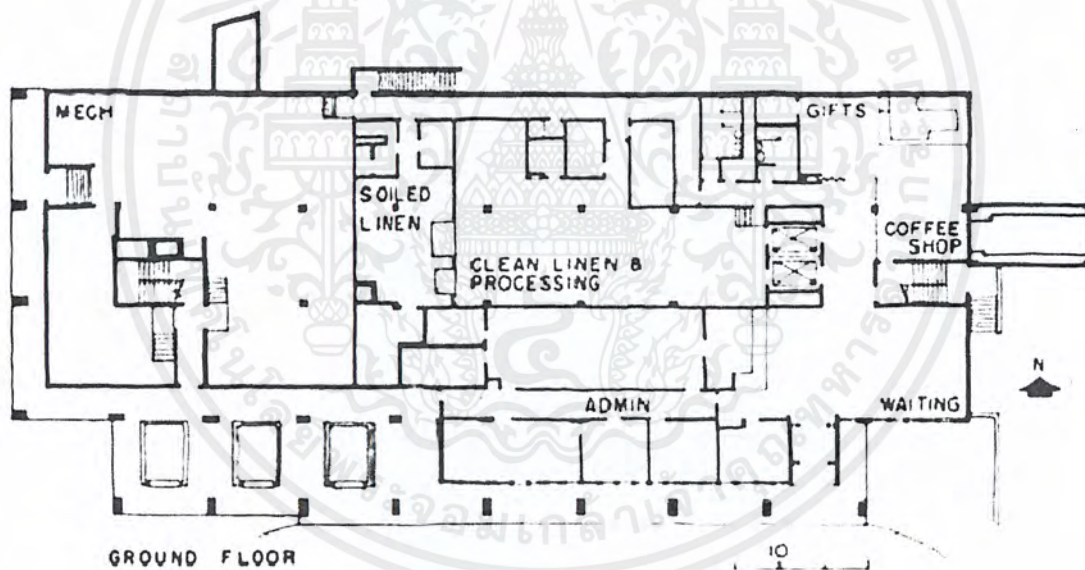 MECH
GIFTS
SOILED
LINEN
COFFEE
SHOP
CLEAN LINEN &
PROCESSING
N
ADMIN
WAITING
GROUND FLOOR
10